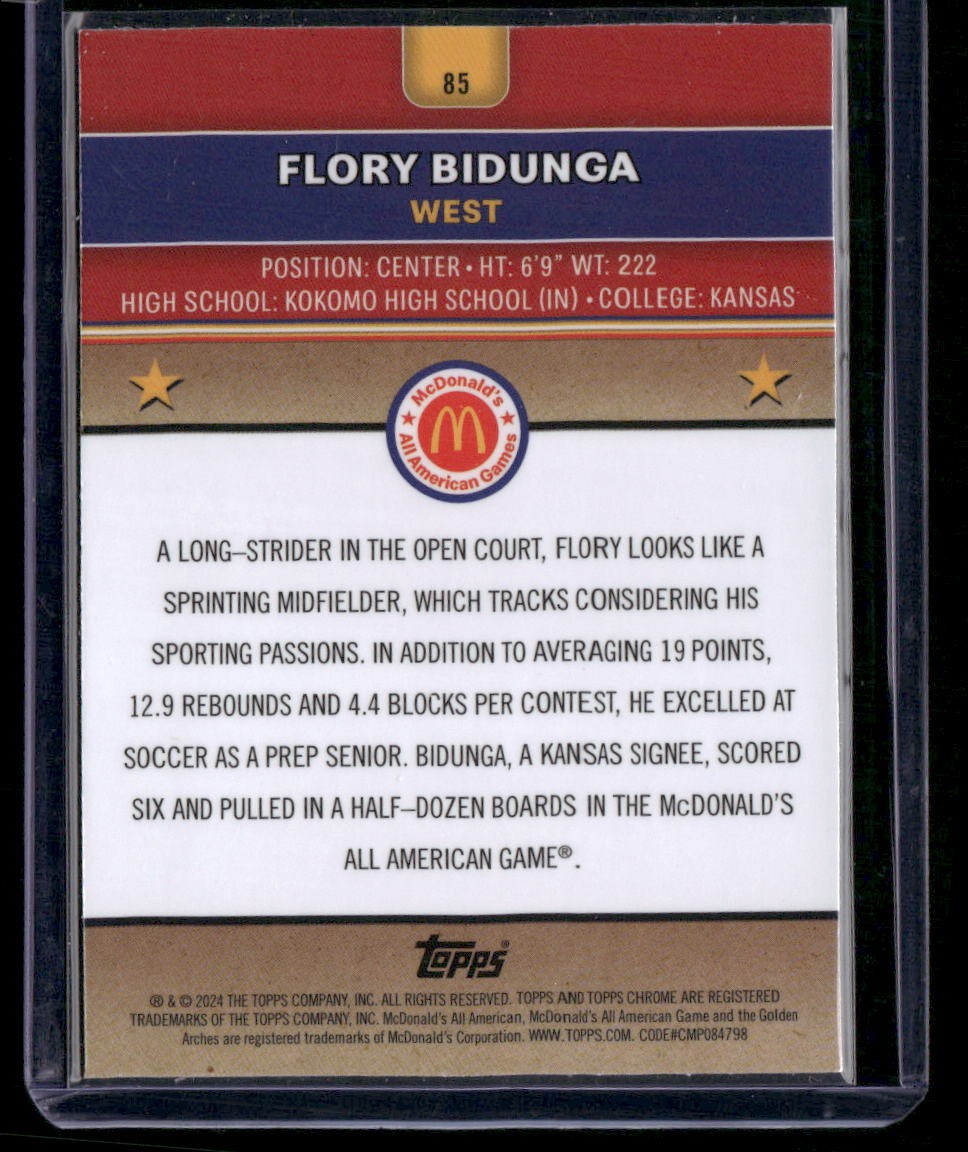 85
FLORY BIDUNGA
WEST
POSITION: CENTER • HT: 6'9" WT: 222
HIGH SCHOOL: KOKOMO HIGH SCHOOL (IN) • COLLEGE: KANSAS
McDonald's
All American Games
A LONG–STRIDER IN THE OPEN COURT, FLORY LOOKS LIKE A
SPRINTING MIDFIELDER, WHICH TRACKS CONSIDERING HIS
SPORTING PASSIONS. IN ADDITION TO AVERAGING 19 POINTS,
12.9 REBOUNDS AND 4.4 BLOCKS PER CONTEST, HE EXCELLED AT
SOCCER AS A PREP SENIOR. BIDUNGA, A KANSAS SIGNEE, SCORED
SIX AND PULLED IN A HALF–DOZEN BOARDS IN THE McDONALD'S
ALL AMERICAN GAME®.
Topps®
® & © 2024 THE TOPPS COMPANY, INC. ALL RIGHTS RESERVED. TOPPS AND TOPPS CHROME ARE REGISTERED
TRADEMARKS OF THE TOPPS COMPANY, INC. McDonald's All American, McDonald's All American Game and the Golden
Arches are registered trademarks of McDonald's Corporation. WWW.TOPPS.COM. CODE#CMP084798